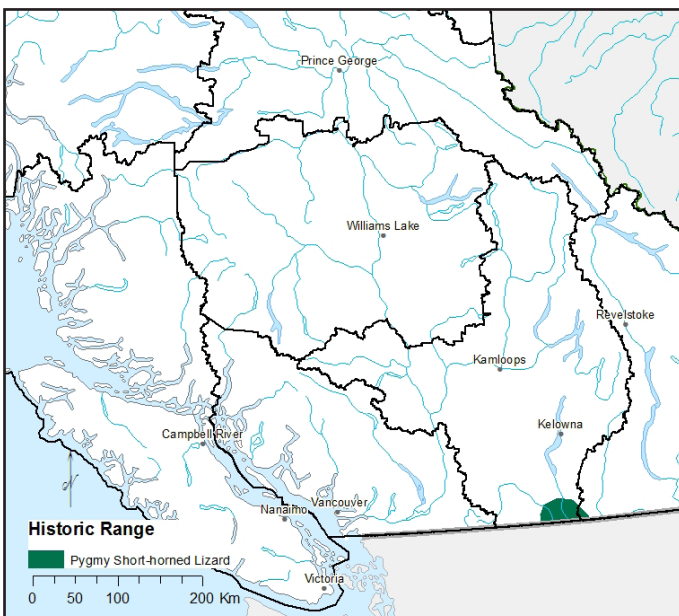 Prince George
Williams Lake
Revelstoke
Kamloops
Campbell River
Kelowna
Vancouver
Nanaimo
N
Historic Range
Pygmy Short-horned Lizard
Victoria
0 50 100 200 Km